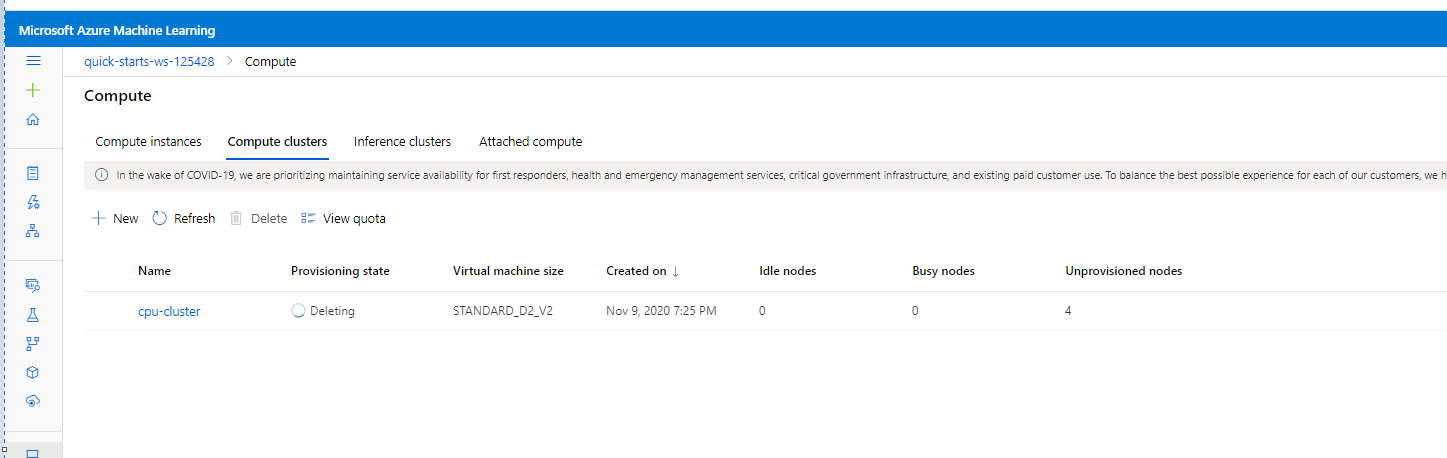 Microsoft Azure Machine Learning
quick-starts-ws-125428 > Compute
Compute
Compute instances Compute clusters Inference clusters Attached compute
In the wake of COVID-19, we are prioritizing maintaining service availability for first responders, health and emergency management services, critical government infrastructure, and existing paid customer use. To balance the best possible experience for each of our customers, we h
New Refresh Delete View quota
Name Provisioning state Virtual machine size Created on ↓ Idle nodes Busy nodes Unprovisioned nodes
cpu-cluster Deleting STANDARD_D2_V2 Nov 9, 2020 7:25 PM 0 0 4